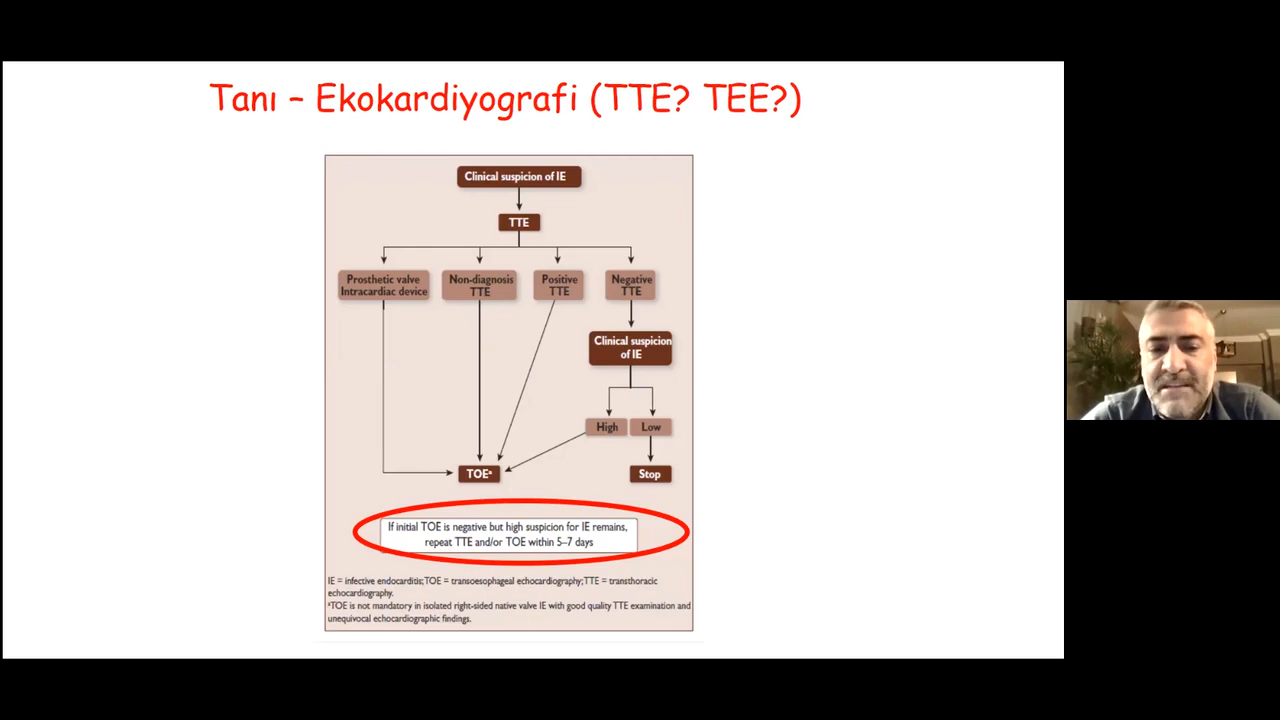 Tanı – Ekokardiyografi (TTE? TEE?)
Clinical suspicion of IE
TTE
Prosthetic valve
Intracardiac device
Non-diagnosis
TTE
Positive
TTE
Negative
TTE
Clinical suspicion
of IE
High
Low
TOEª
Stop
If initial TOE is negative but high suspicion for IE remains,
repeat TTE and/or TOE within 5–7 days
IE = infective endocarditis; TOE = transoesophageal echocardiography; TTE = transthoracic
echocardiography.
ªTOE is not mandatory in isolated right-sided native valve IE with good quality TTE examination and
unequivocal echocardiographic findings.